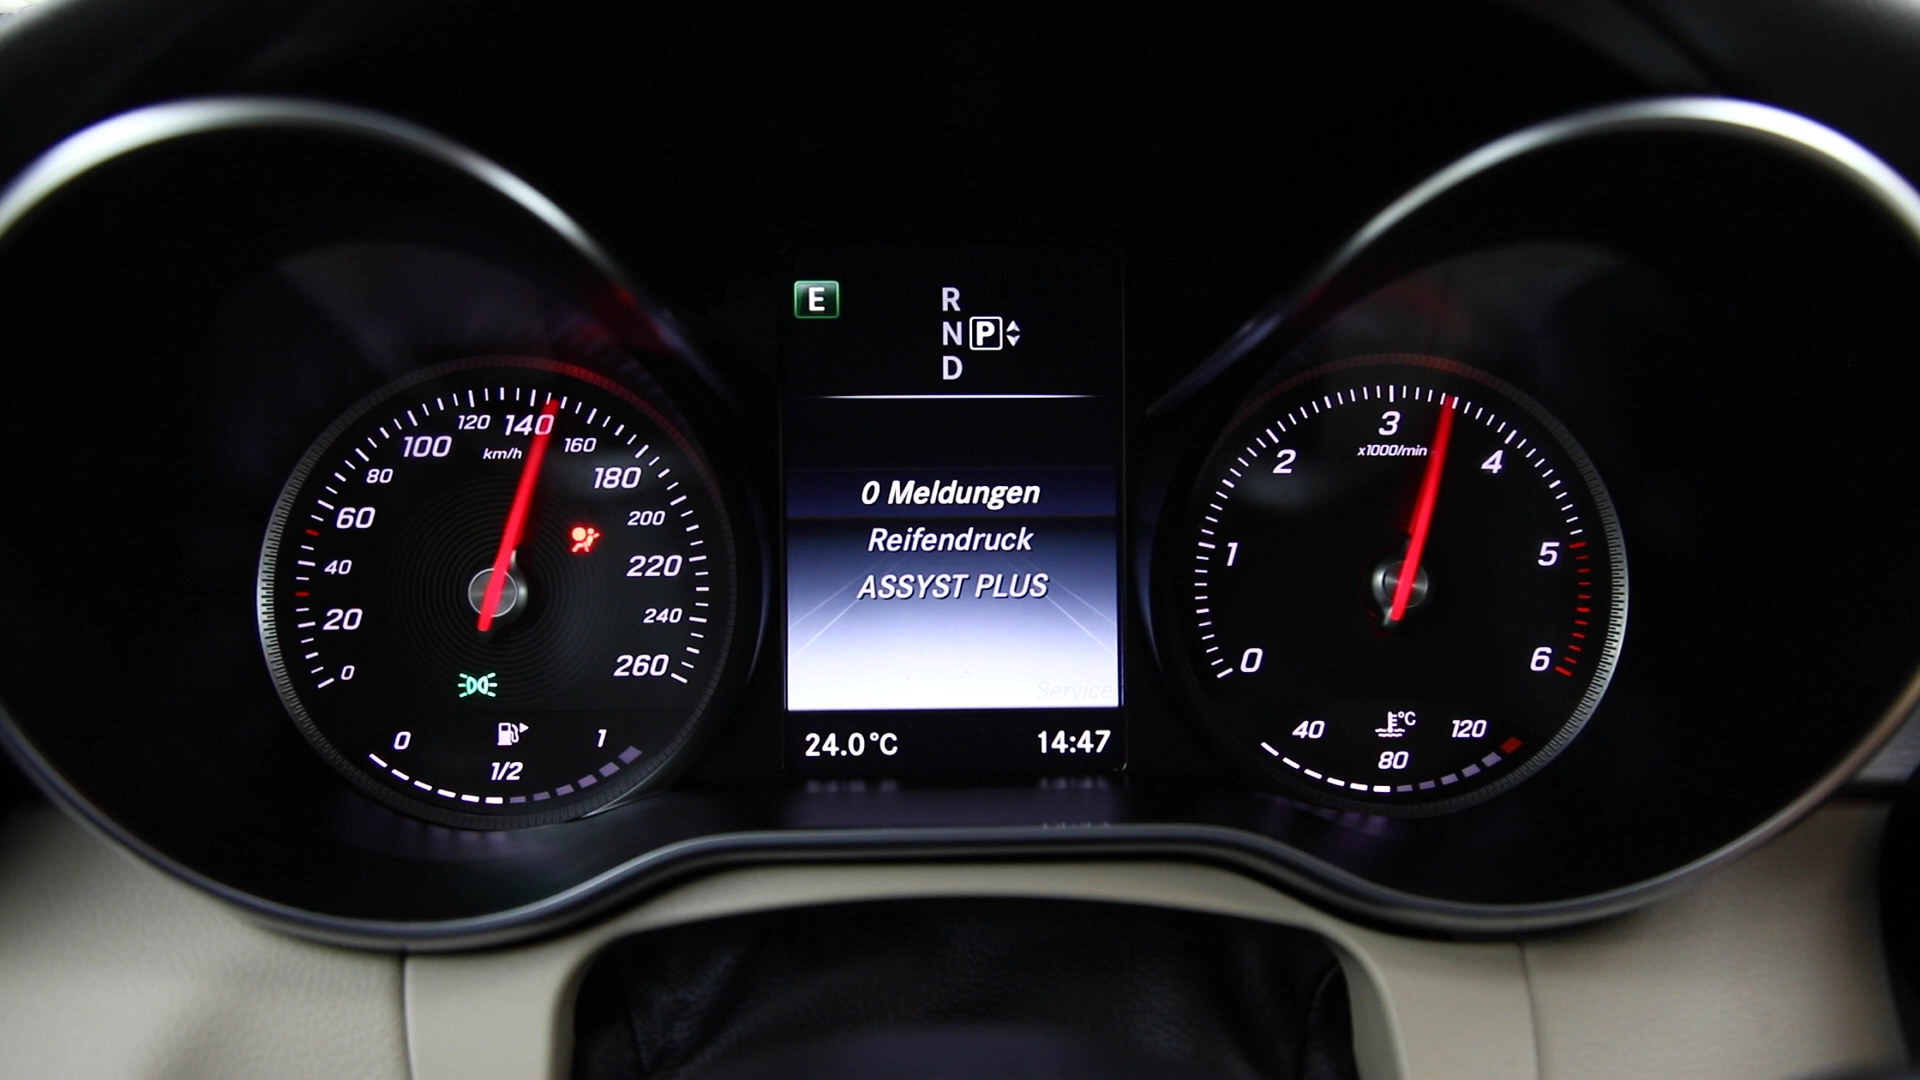 0
20
40
60
80
100
120
140
160
180
200
220
240
260
km/h
0
1/2
1
E
R
N P
D
0 Meldungen
Reifendruck
ASSYST PLUS
Service
24.0°C
14:47
0
1
2
3
4
5
6
x1000/min
40
80
120
°C